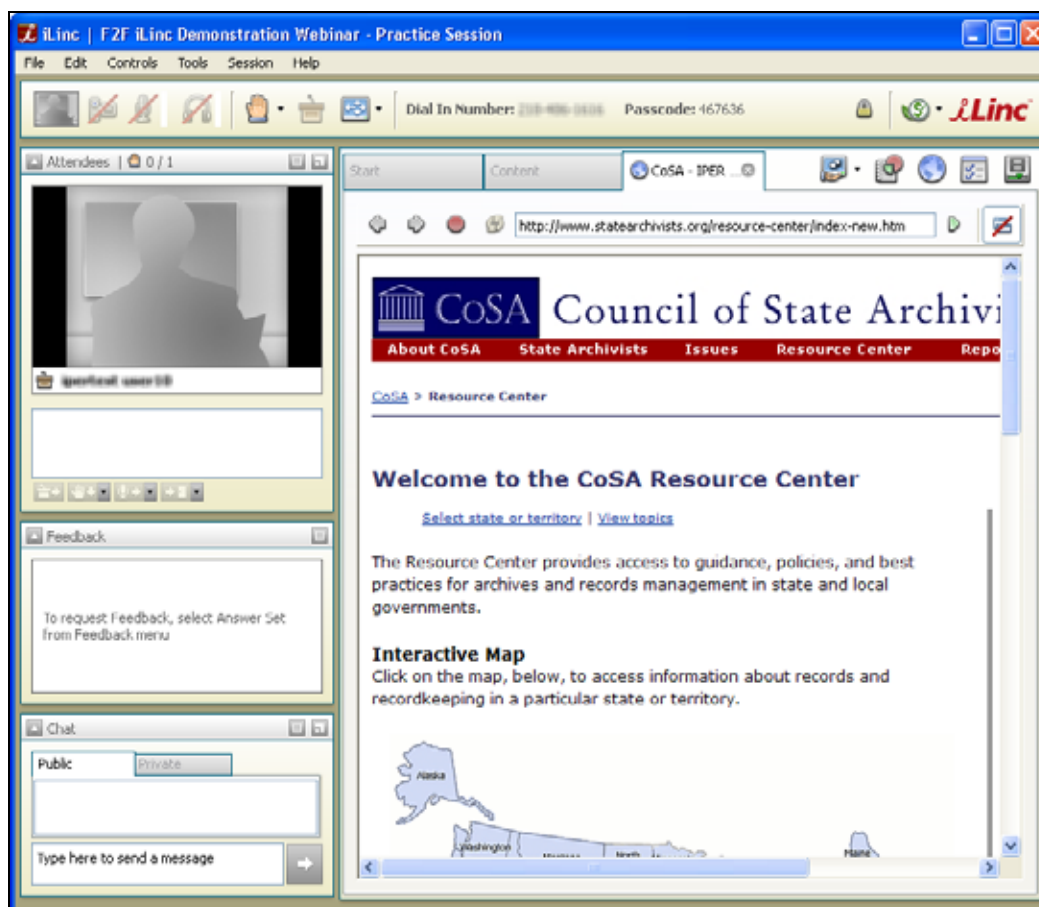 iLinc | F2F iLinc Demonstration Webinar - Practice Session
File Edit Controls Tools Session Help
Dial In Number: Passcode: 467636
iLinc
Attendees | 0 / 1
Start Content CoSA - IPER ...
http://www.statearchivists.org/resource-center/index-new.htm
CoSA Council of State Archivi
About CoSA State Archivists Issues Resource Center Repo
CoSA > Resource Center
Welcome to the CoSA Resource Center
Select state or territory | View topics
The Resource Center provides access to guidance, policies, and best
practices for archives and records management in state and local
governments.
Interactive Map
Click on the map, below, to access information about records and
recordkeeping in a particular state or territory.
Alaska
Washington
Montana
North
Maine
Feedback
To request Feedback, select Answer Set
from Feedback menu
Chat
Public Private
Type here to send a message